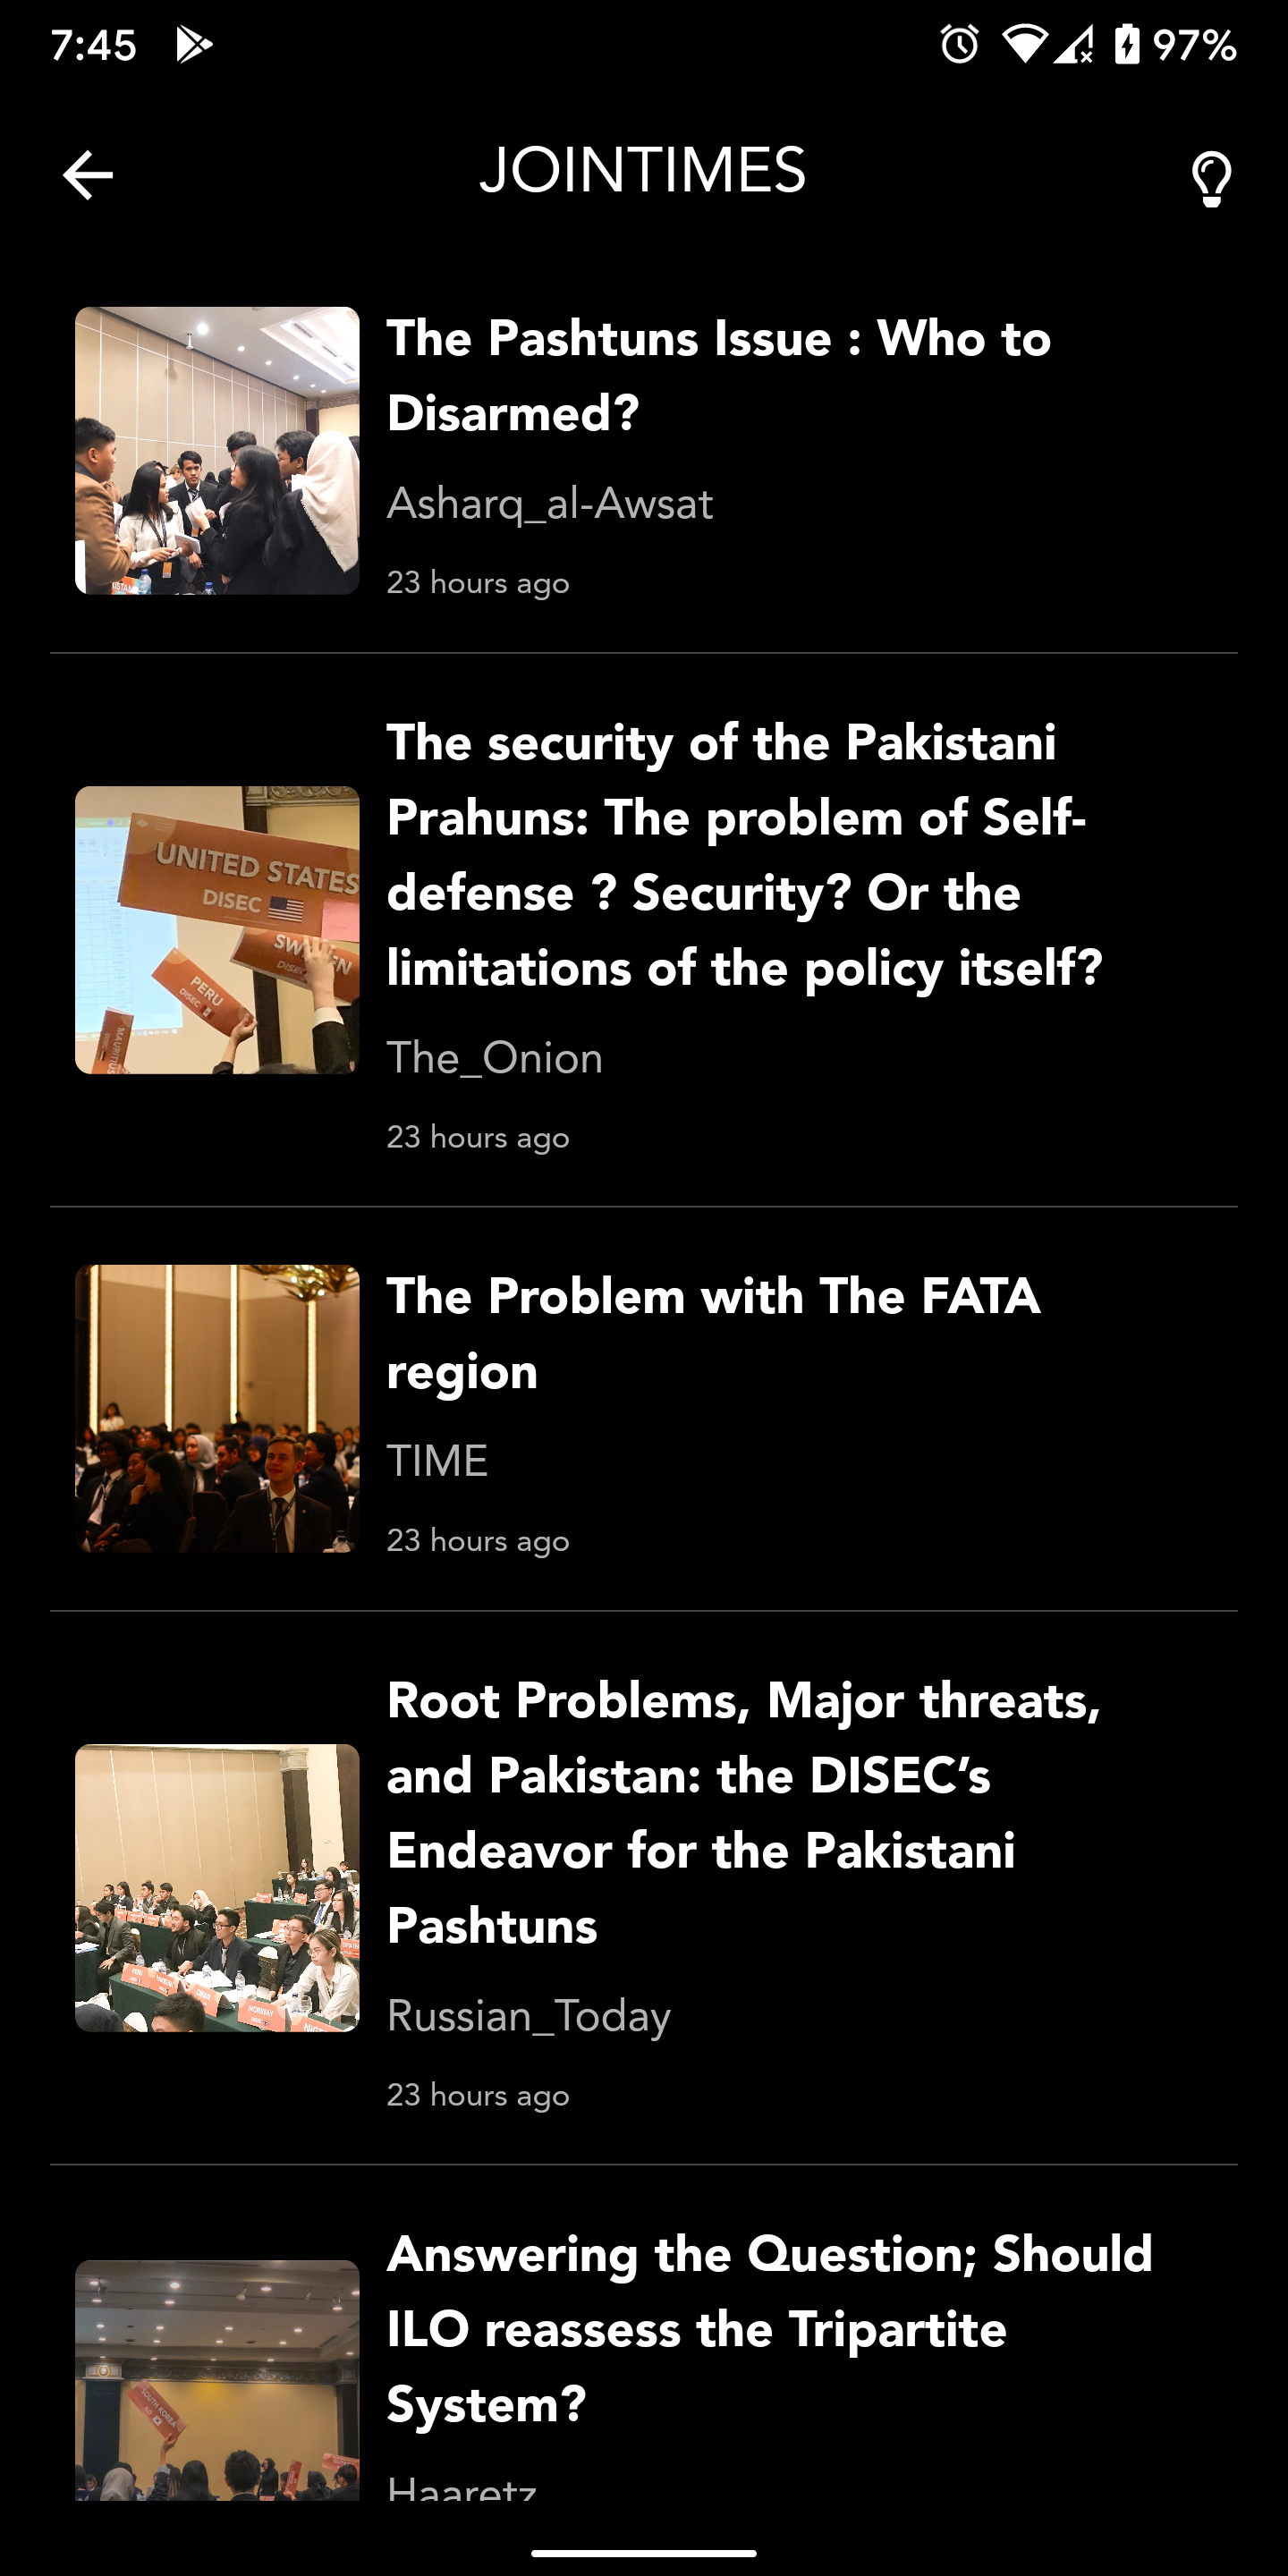 7:45
97%
JOINTIMES
The Pashtuns Issue : Who to
Disarmed?
Asharq_al-Awsat
23 hours ago
The security of the Pakistani
Prahuns: The problem of Self-
defense ? Security? Or the
limitations of the policy itself?
The_Onion
23 hours ago
UNITED STATES
DISEC
SWEDEN
DISEC
PERU
DISEC
MAURITIUS
The Problem with The FATA
region
TIME
23 hours ago
Root Problems, Major threats,
and Pakistan: the DISEC’s
Endeavor for the Pakistani
Pashtuns
Russian_Today
23 hours ago
NORWAY
Answering the Question; Should
ILO reassess the Tripartite
System?
Haaretz
SOUTH KOREA